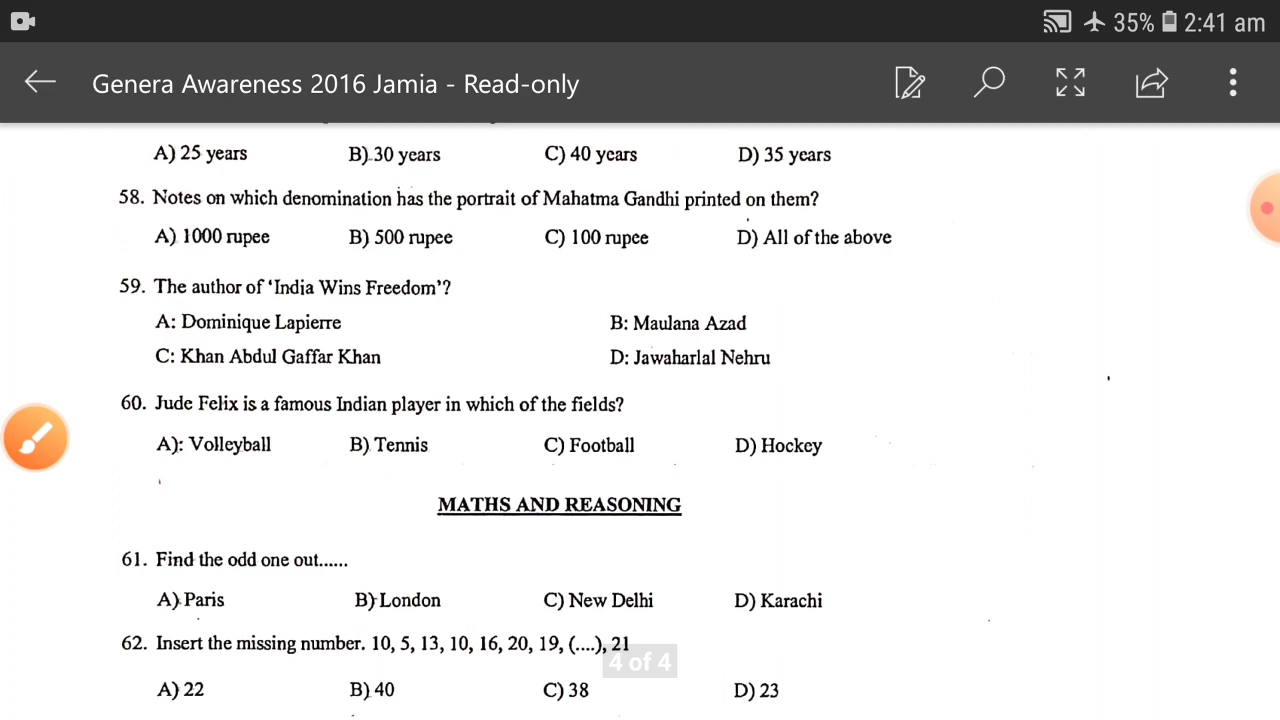 35% 2:41 am
Genera Awareness 2016 Jamia - Read-only
A) 25 years B) 30 years C) 40 years D) 35 years
58. Notes on which denomination has the portrait of Mahatma Gandhi printed on them?
A) 1000 rupee B) 500 rupee C) 100 rupee D) All of the above
59. The author of ‘India Wins Freedom’?
A: Dominique Lapierre B: Maulana Azad
C: Khan Abdul Gaffar Khan D: Jawaharlal Nehru
60. Jude Felix is a famous Indian player in which of the fields?
A): Volleyball B) Tennis C) Football D) Hockey
MATHS AND REASONING
61. Find the odd one out......
A) Paris B) London C) New Delhi D) Karachi
62. Insert the missing number. 10, 5, 13, 10, 16, 20, 19, (....), 21
4 of 4
A) 22 B) 40 C) 38 D) 23